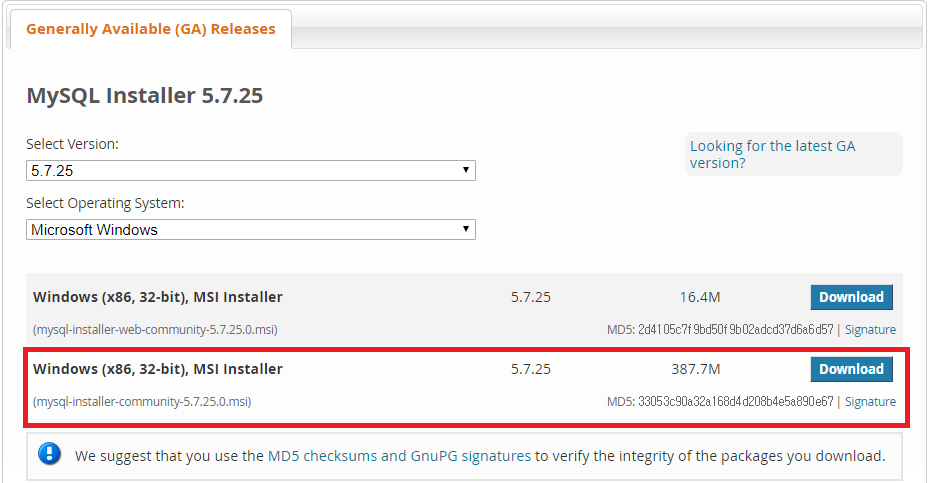 Generally Available (GA) Releases
MySQL Installer 5.7.25
Select Version:
5.7.25
Looking for the latest GA
version?
Select Operating System:
Microsoft Windows
Windows (x86, 32-bit), MSI Installer 5.7.25 16.4M Download
(mysql-installer-web-community-5.7.25.0.msi) MD5: 2d4105c7f9bd50f9b02adcd37d6a6d57 | Signature
Windows (x86, 32-bit), MSI Installer 5.7.25 387.7M Download
(mysql-installer-community-5.7.25.0.msi) MD5: 33053c90a32a168d4d208b4e5a890e67 | Signature
We suggest that you use the MD5 checksums and GnuPG signatures to verify the integrity of the packages you download.